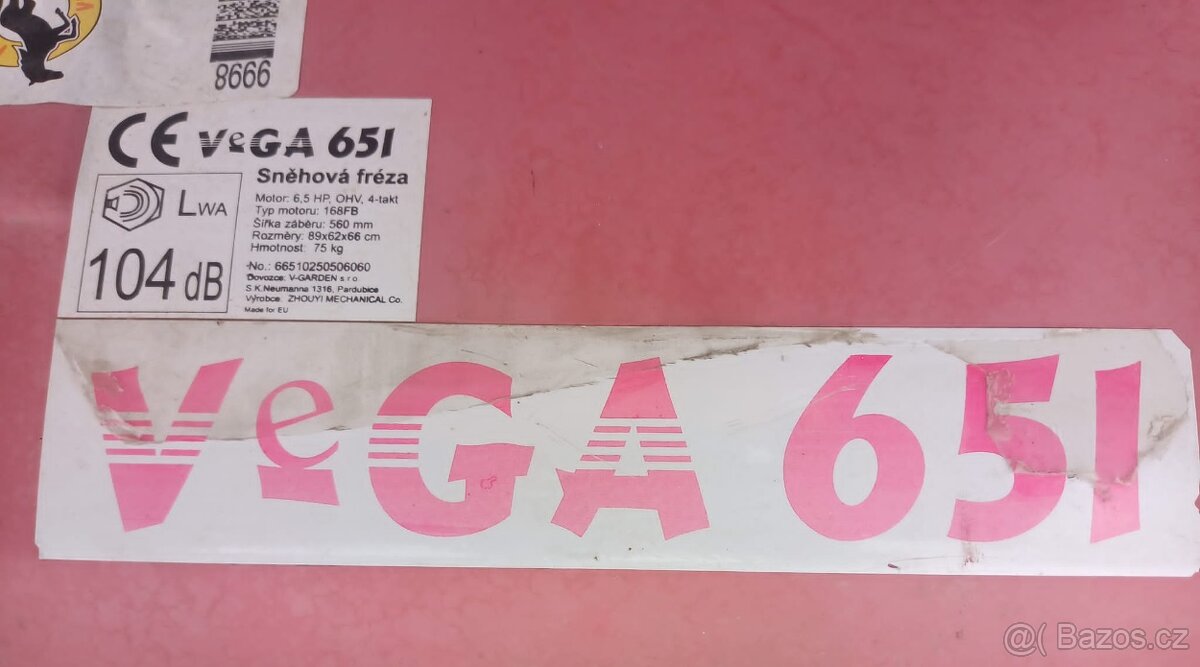 8666
CE VeGA 651
Sněhová fréza
Motor: 6,5 HP, OHV, 4-takt
Typ motoru: 168FB
Šířka záběru: 560 mm
Rozměry: 89x62x66 cm
Hmotnost: 75 kg
LWA
104 dB
No.: 66510250506060
Dovozce: V-GARDEN s r o
S.K.Neumanna 1316, Pardubice
Výrobce: ZHOUYI MECHANICAL Co.
Made for EU
VeGA 651
@( Bazos.cz